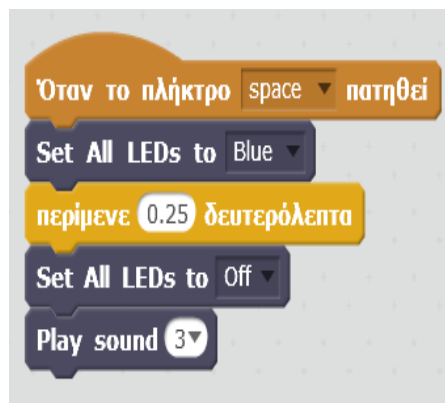 Όταν το πλήκτρο space πατηθεί
Set All LEDs to Blue
περίμενε 0.25 δευτερόλεπτα
Set All LEDs to Off
Play sound 3